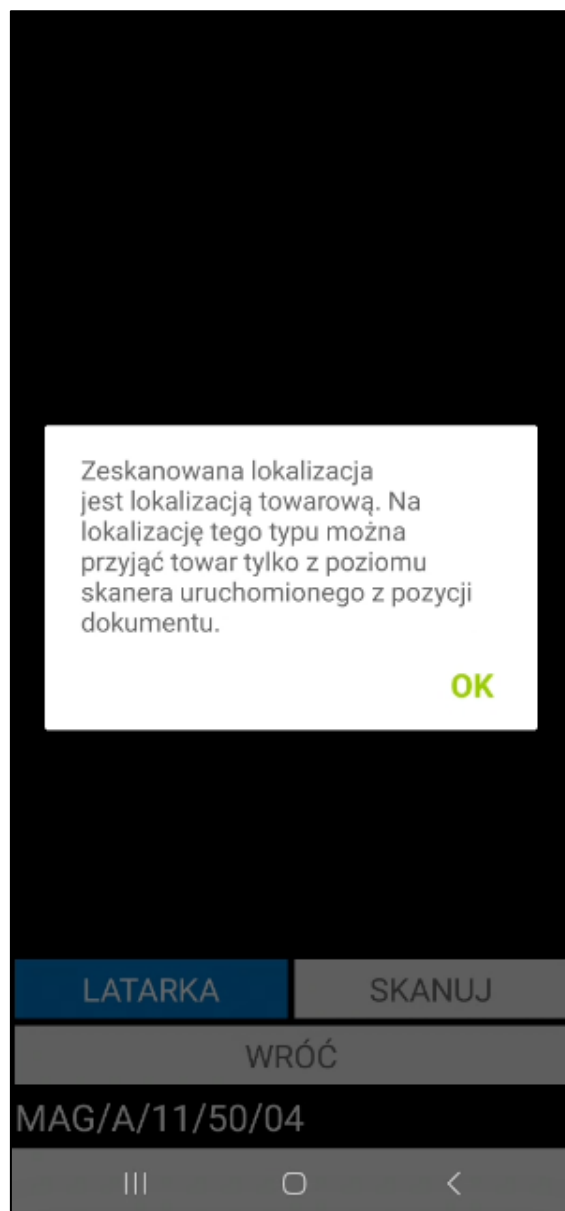 Zeskanowana lokalizacja
jest lokalizacją towarową. Na
lokalizację tego typu można
przyjąć towar tylko z poziomu
skanera uruchomionego z pozycji
dokumentu.
OK
LATARKA SKANUJ
WRÓĆ
MAG/A/11/50/04